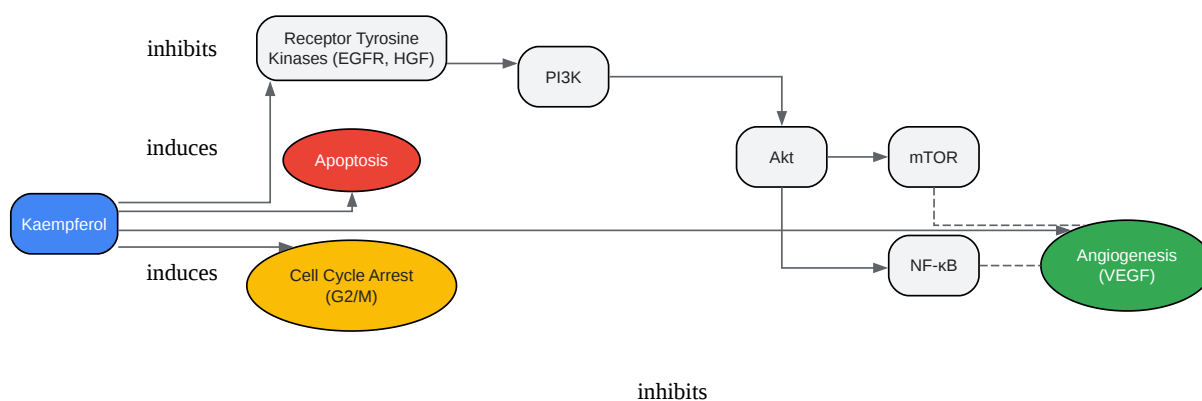 inhibits
Receptor Tyrosine
Kinases (EGFR, HGF)
PI3K
induces
Apoptosis
Akt
mTOR
Kaempferol
induces
Cell Cycle Arrest
(G2/M)
NF-κB
Angiogenesis
(VEGF)
inhibits